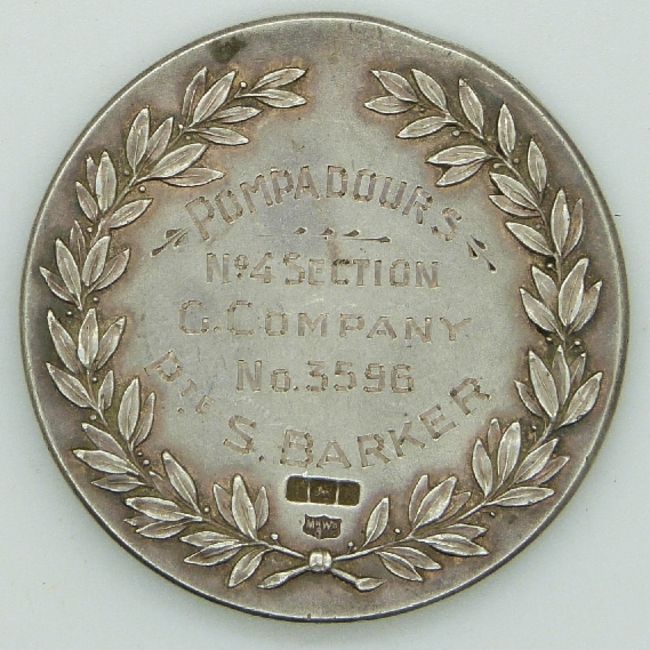 POMPADOURS
No 4 SECTION
G. COMPANY
No. 3596
PTE S. BARKER